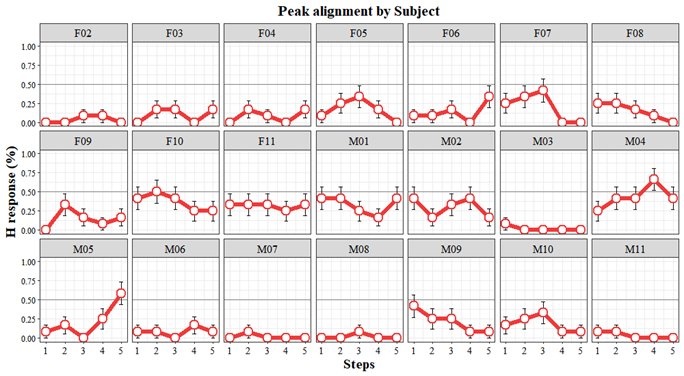 Peak alignment by Subject
F02 F03 F04 F05 F06 F07 F08
1.00
0.75
0.50
0.25
0.00
F09 F10 F11 M01 M02 M03 M04
1.00
0.75
0.50
0.25
0.00
M05 M06 M07 M08 M09 M10 M11
1.00
0.75
0.50
0.25
0.00
H response (%)
1 2 3 4 5 1 2 3 4 5 1 2 3 4 5 1 2 3 4 5 1 2 3 4 5 1 2 3 4 5 1 2 3 4 5
Steps